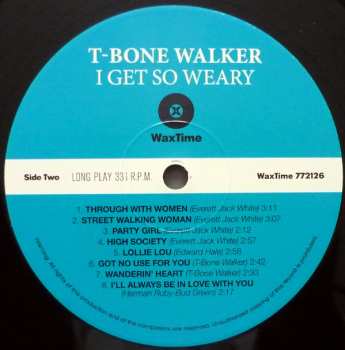 T-BONE WALKER
I GET SO WEARY
WaxTime
Side Two LONG PLAY 33⅓ R.P.M. WaxTime 772126
1. THROUGH WITH WOMEN (Everett Jack White) 3:11
2. STREET WALKING WOMAN (Everett Jack White) 3:07
3. PARTY GIRL (Everett Jack White) 2:12
4. HIGH SOCIETY (Everett Jack White) 2:57
5. LOLLIE LOU (Edward Hale) 2:56
6. GOT NO USE FOR YOU (T-Bone Walker) 2:42
7. WANDERIN' HEART (T-Bone Walker) 2:30
8. I'LL ALWAYS BE IN LOVE WITH YOU
(Herman Ruby-Bud Green) 2:17